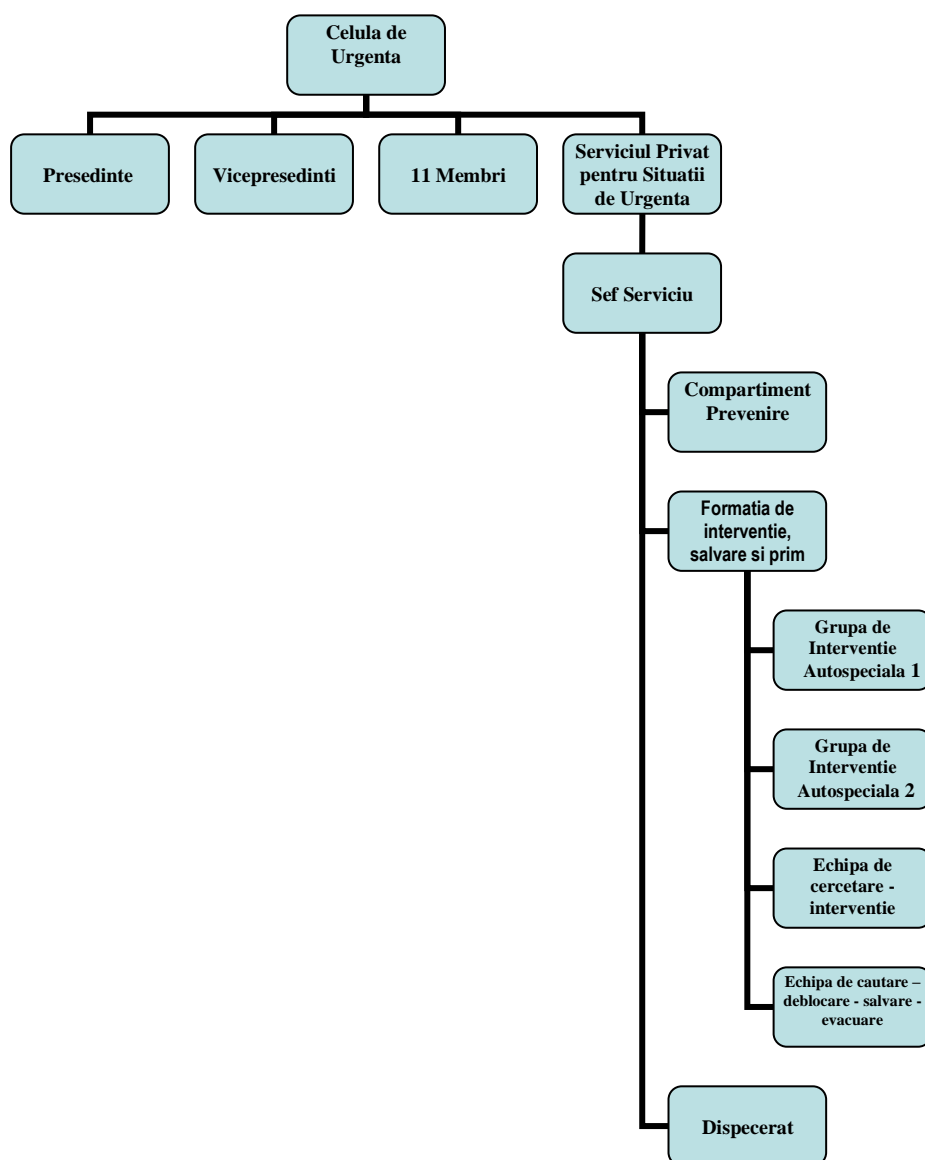 Celula de
Urgenta
Presedinte
Vicepresedinti
11 Membri
Serviciul Privat
pentru Situatii
de Urgenta
Sef Serviciu
Compartiment
Prevenire
Formatia de
interventie,
salvare si prim
Grupa de
Interventie
Autospeciala 1
Grupa de
Interventie
Autospeciala 2
Echipa de
cercetare -
interventie
Echipa de cautare –
deblocare - salvare -
evacuare
Dispecerat